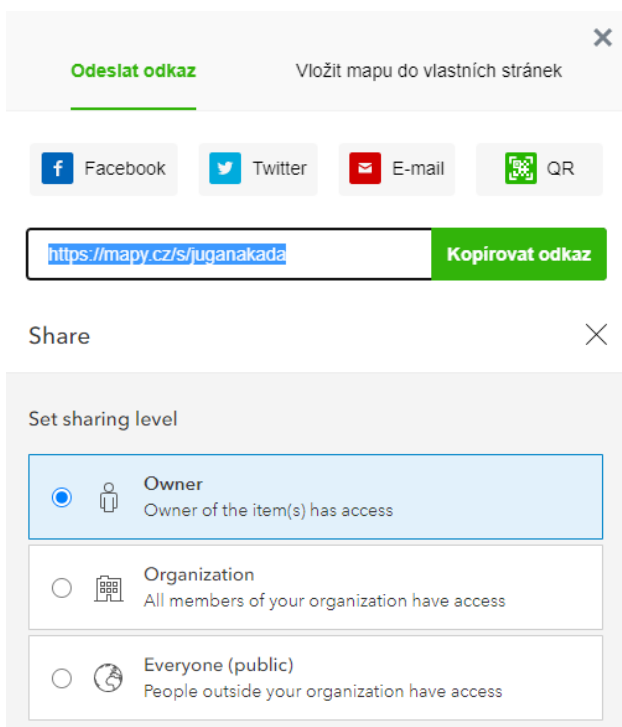 Odeslat odkaz
Vložit mapu do vlastních stránek
Facebook
Twitter
E-mail
QR
https://mapy.cz/s/juganakada
Kopírovat odkaz
Share
Set sharing level
Owner
Owner of the item(s) has access
Organization
All members of your organization have access
Everyone (public)
People outside your organization have access